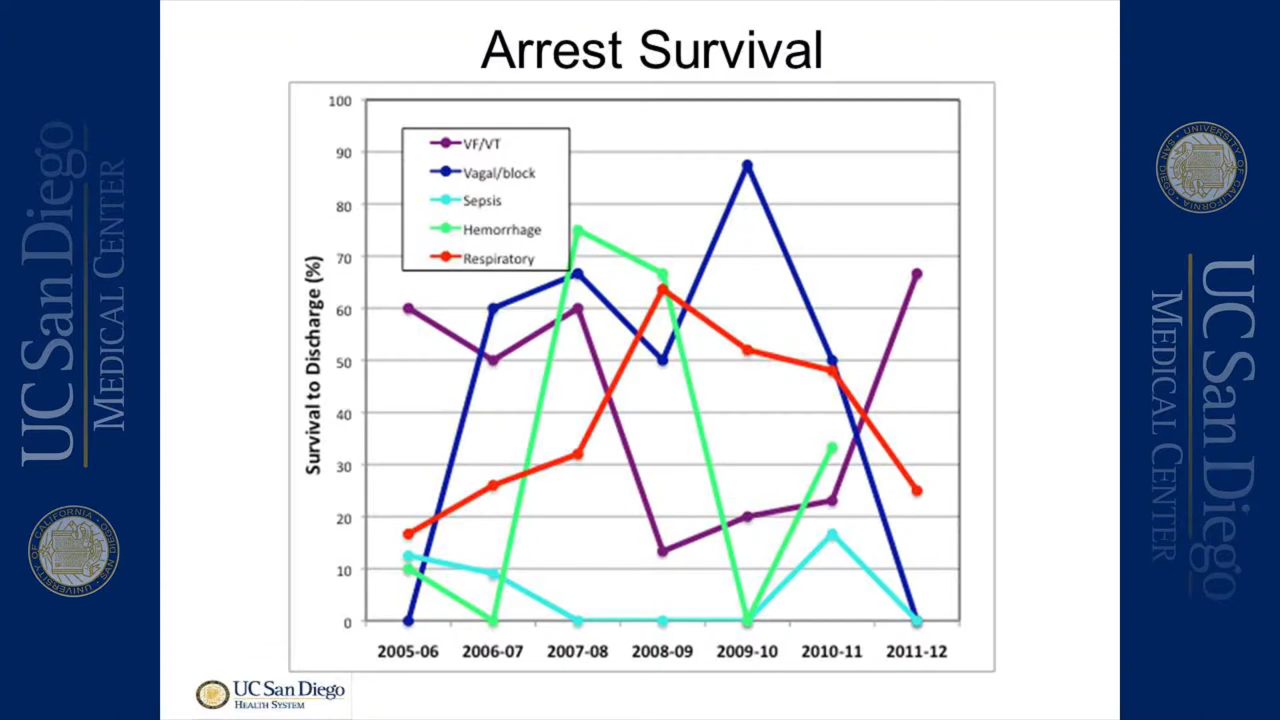 Arrest Survival
100
90
80
70
60
50
40
30
20
10
0
Survival to Discharge (%)
VF/VT
Vagal/block
Sepsis
Hemorrhage
Respiratory
2005-06 2006-07 2007-08 2008-09 2009-10 2010-11 2011-12
UC San Diego
HEALTH SYSTEM
UC San Diego
MEDICAL CENTER
UC San Diego
MEDICAL CENTER